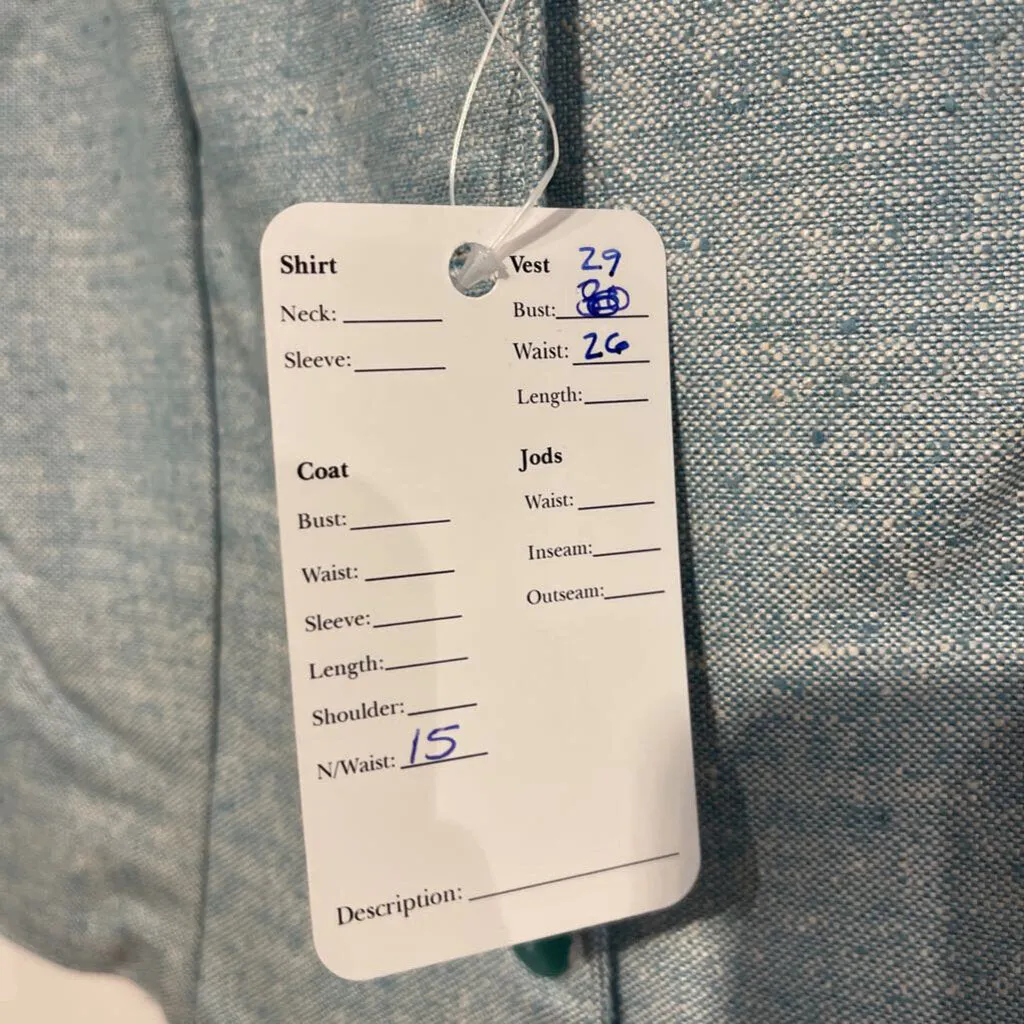 Shirt
Neck:
Sleeve:
Vest 29
Bust:
Waist: 26
Length:
Coat
Bust:
Waist:
Sleeve:
Length:
Shoulder:
N/Waist: 15
Jods
Waist:
Inseam:
Outseam:
Description: